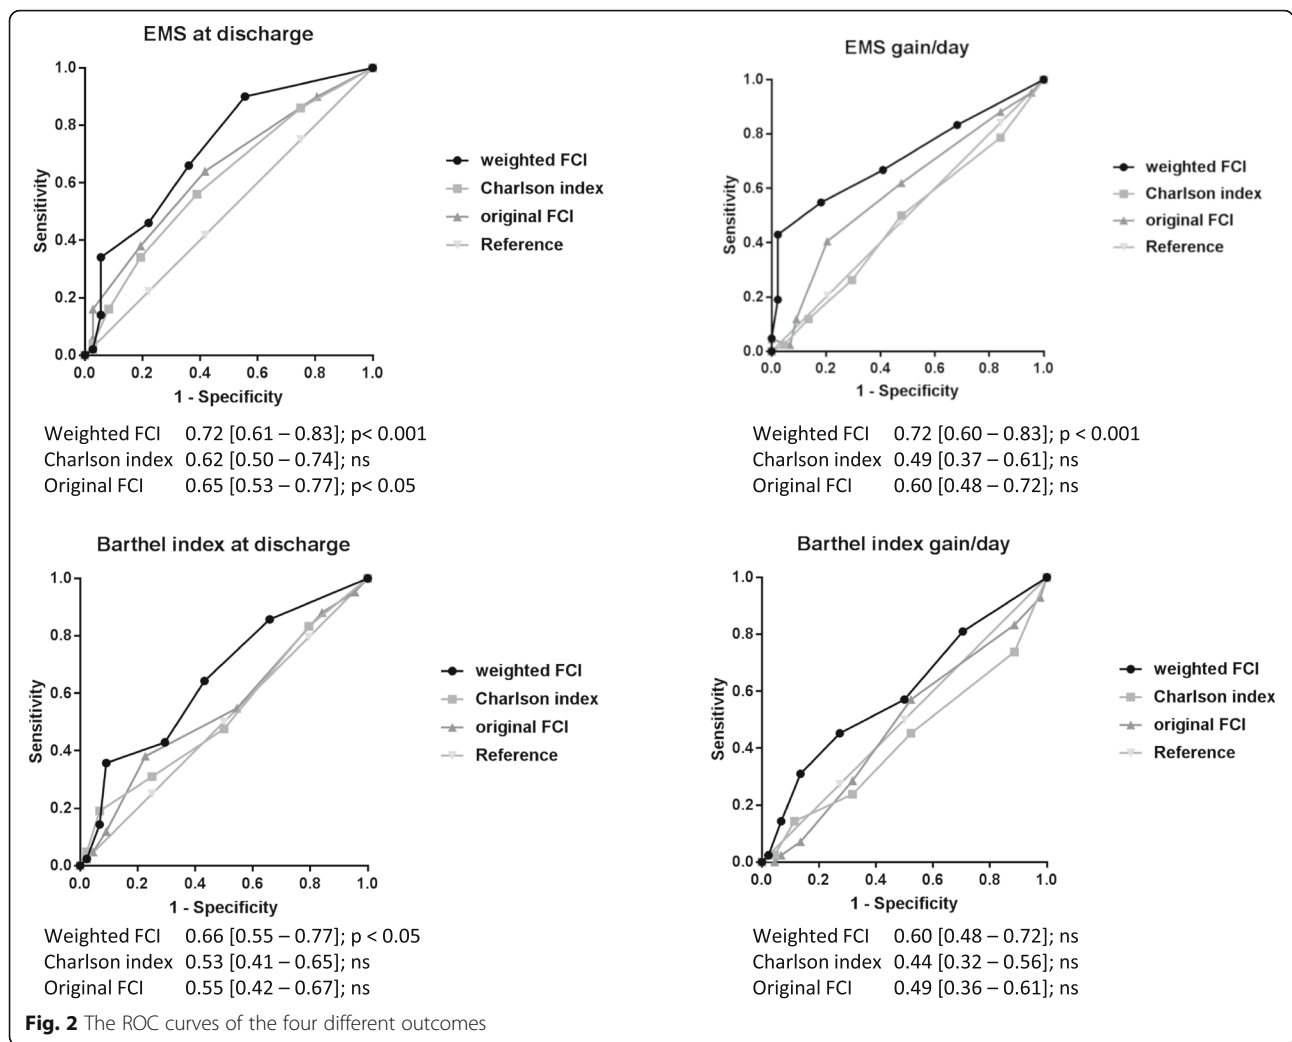 EMS at discharge
1.0
0.8
0.6
0.4
0.2
0.0
Sensitivity
0.0 0.2 0.4 0.6 0.8 1.0
1 - Specificity
weighted FCI
Charlson index
original FCI
Reference
Weighted FCI 0.72 [0.61 – 0.83]; p< 0.001
Charlson index 0.62 [0.50 – 0.74]; ns
Original FCI 0.65 [0.53 – 0.77]; p< 0.05
EMS gain/day
1.0
0.8
0.6
0.4
0.2
0.0
Sensitivity
0.0 0.2 0.4 0.6 0.8 1.0
1 - Specificity
weighted FCI
Charlson index
original FCI
Reference
Weighted FCI 0.72 [0.60 – 0.83]; p < 0.001
Charlson index 0.49 [0.37 – 0.61]; ns
Original FCI 0.60 [0.48 – 0.72]; ns
Barthel index at discharge
1.0
0.8
0.6
0.4
0.2
0.0
Sensitivity
0.0 0.2 0.4 0.6 0.8 1.0
1 - Specificity
weighted FCI
Charlson index
original FCI
Reference
Weighted FCI 0.66 [0.55 – 0.77]; p < 0.05
Charlson index 0.53 [0.41 – 0.65]; ns
Original FCI 0.55 [0.42 – 0.67]; ns
Barthel index gain/day
1.0
0.8
0.6
0.4
0.2
0.0
Sensitivity
0.0 0.2 0.4 0.6 0.8 1.0
1 - Specificity
weighted FCI
Charlson index
original FCI
Reference
Weighted FCI 0.60 [0.48 – 0.72]; ns
Charlson index 0.44 [0.32 – 0.56]; ns
Original FCI 0.49 [0.36 – 0.61]; ns
Fig. 2 The ROC curves of the four different outcomes